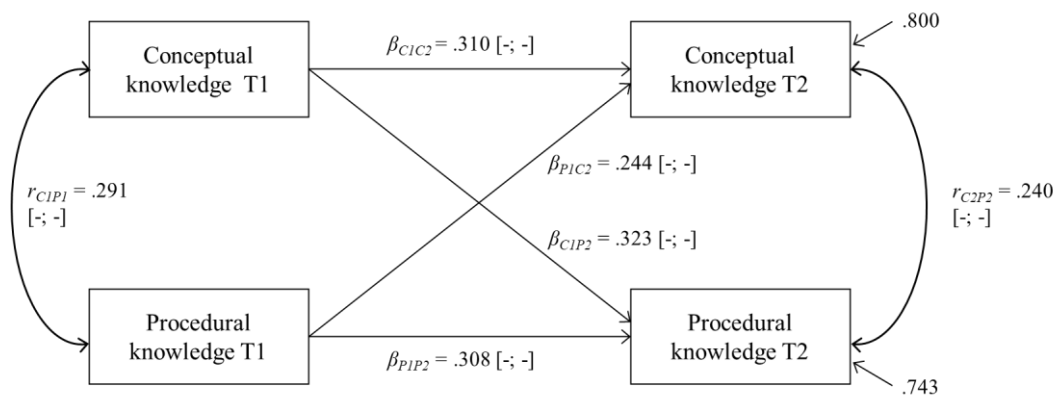 .800
Conceptual
knowledge T1
β_C1C2 = .310 [-; -]
Conceptual
knowledge T2
r_C1P1 = .291
[-; -]
β_P1C2 = .244 [-; -]
r_C2P2 = .240
[-; -]
β_C1P2 = .323 [-; -]
Procedural
knowledge T1
β_P1P2 = .308 [-; -]
Procedural
knowledge T2
.743